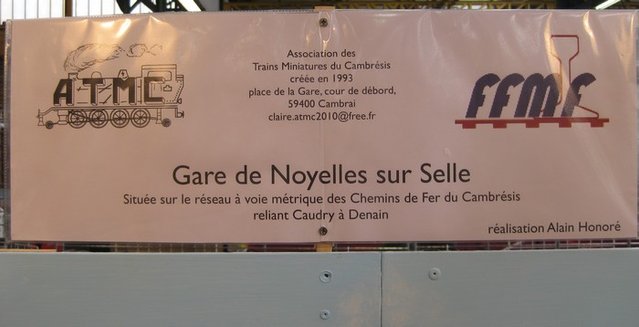 ATMC
Association des
Trains Miniatures du Cambrésis
créée en 1993
place de la Gare, cour de débord,
59400 Cambrai
claire.atmc2010@free.fr
FFMF
Gare de Noyelles sur Selle
Située sur le réseau à voie métrique des Chemins de Fer du Cambrésis
reliant Caudry à Denain
réalisation Alain Honoré